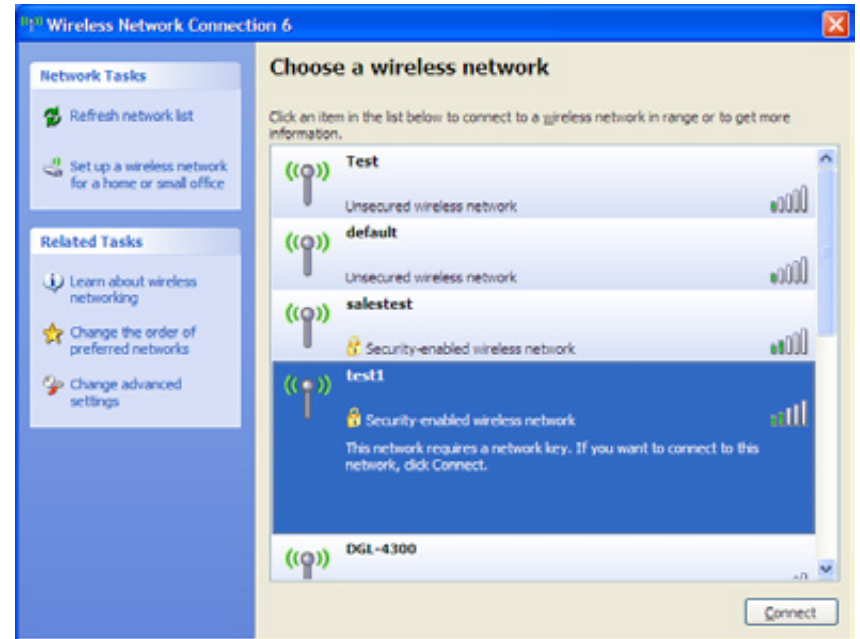 Wireless Network Connection 6
Network Tasks
Refresh network list
Set up a wireless network
for a home or small office
Related Tasks
Learn about wireless
networking
Change the order of
preferred networks
Change advanced
settings
Choose a wireless network
Click an item in the list below to connect to a wireless network in range or to get more
information.
Test
Unsecured wireless network
default
Unsecured wireless network
salestest
Security-enabled wireless network
test1
Security-enabled wireless network
This network requires a network key. If you want to connect to this
network, click Connect.
DGL-4300
Connect